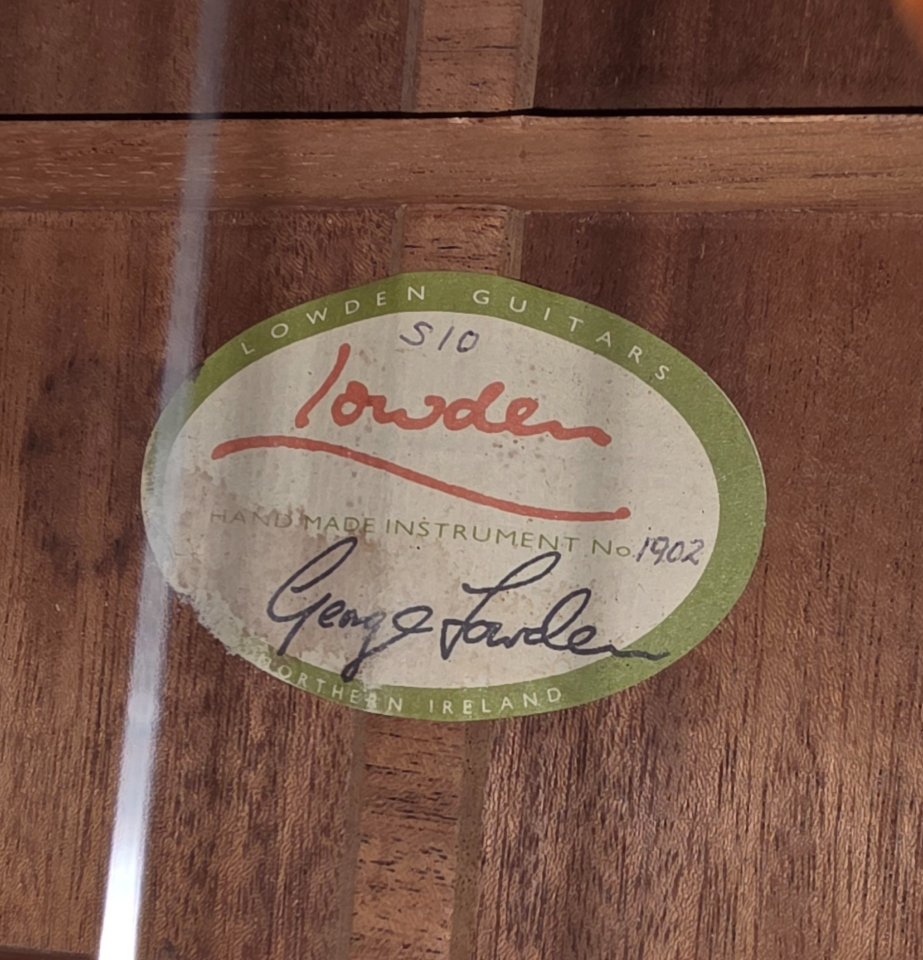 LOWDEN GUITARS
S10
lowden
HAND MADE INSTRUMENT No. 1902
George Lowden
NORTHERN IRELAND